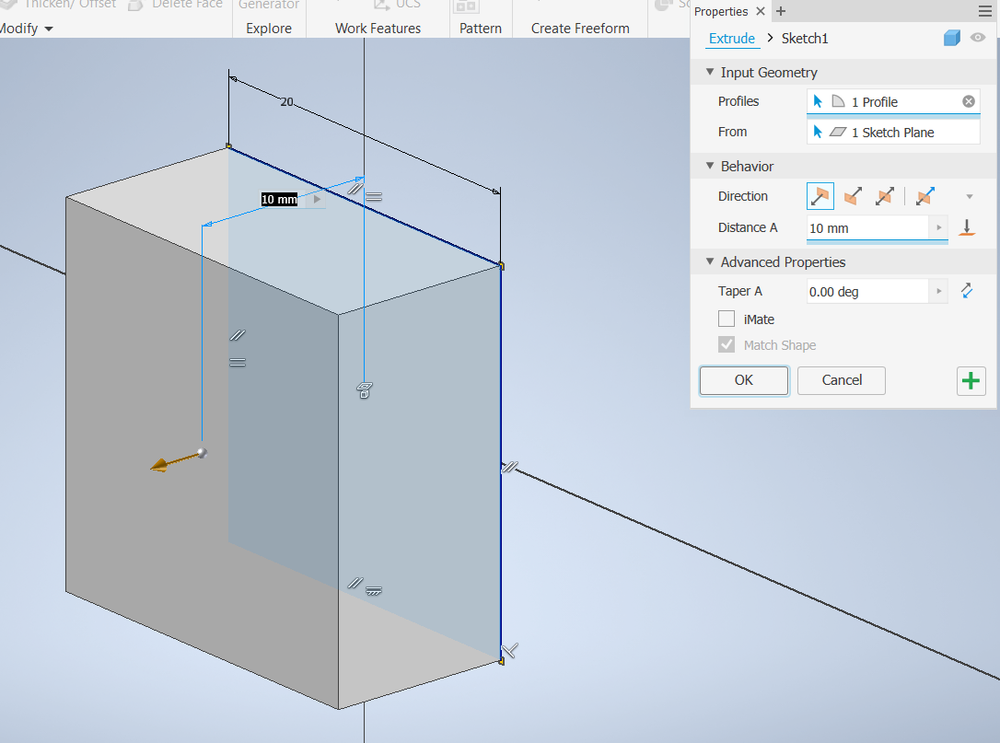 Thicken/ Offset
Delete Face
Generator
UCS
Modify
Explore
Work Features
Pattern
Create Freeform
Properties
Extrude > Sketch1
Input Geometry
Profiles 1 Profile
From 1 Sketch Plane
Behavior
Direction
Distance A 10 mm
Advanced Properties
Taper A 0.00 deg
iMate
Match Shape
OK Cancel
20
10 mm